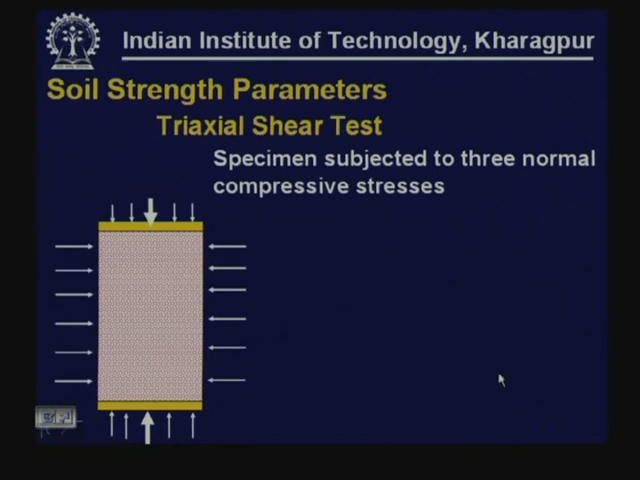 Indian Institute of Technology, Kharagpur
Soil Strength Parameters
Triaxial Shear Test
Specimen subjected to three normal
compressive stresses